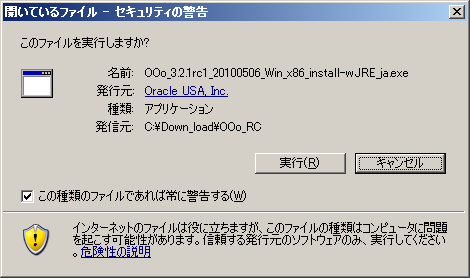 開いているファイル - セキュリティの警告
このファイルを実行しますか?
名前: OOo_3.2.1rc1_20100506_Win_x86_install-wJRE_ja.exe
発行元: Oracle USA, Inc.
種類: アプリケーション
発信元: C:¥Down_load¥OOo_RC
実行(R) キャンセル
この種類のファイルであれば常に警告する(W)
インターネットのファイルは役に立ちますが、このファイルの種類はコンピュータに問題
を起こす可能性があります。信頼する発行元のソフトウェアのみ、実行してください
。危険性の説明